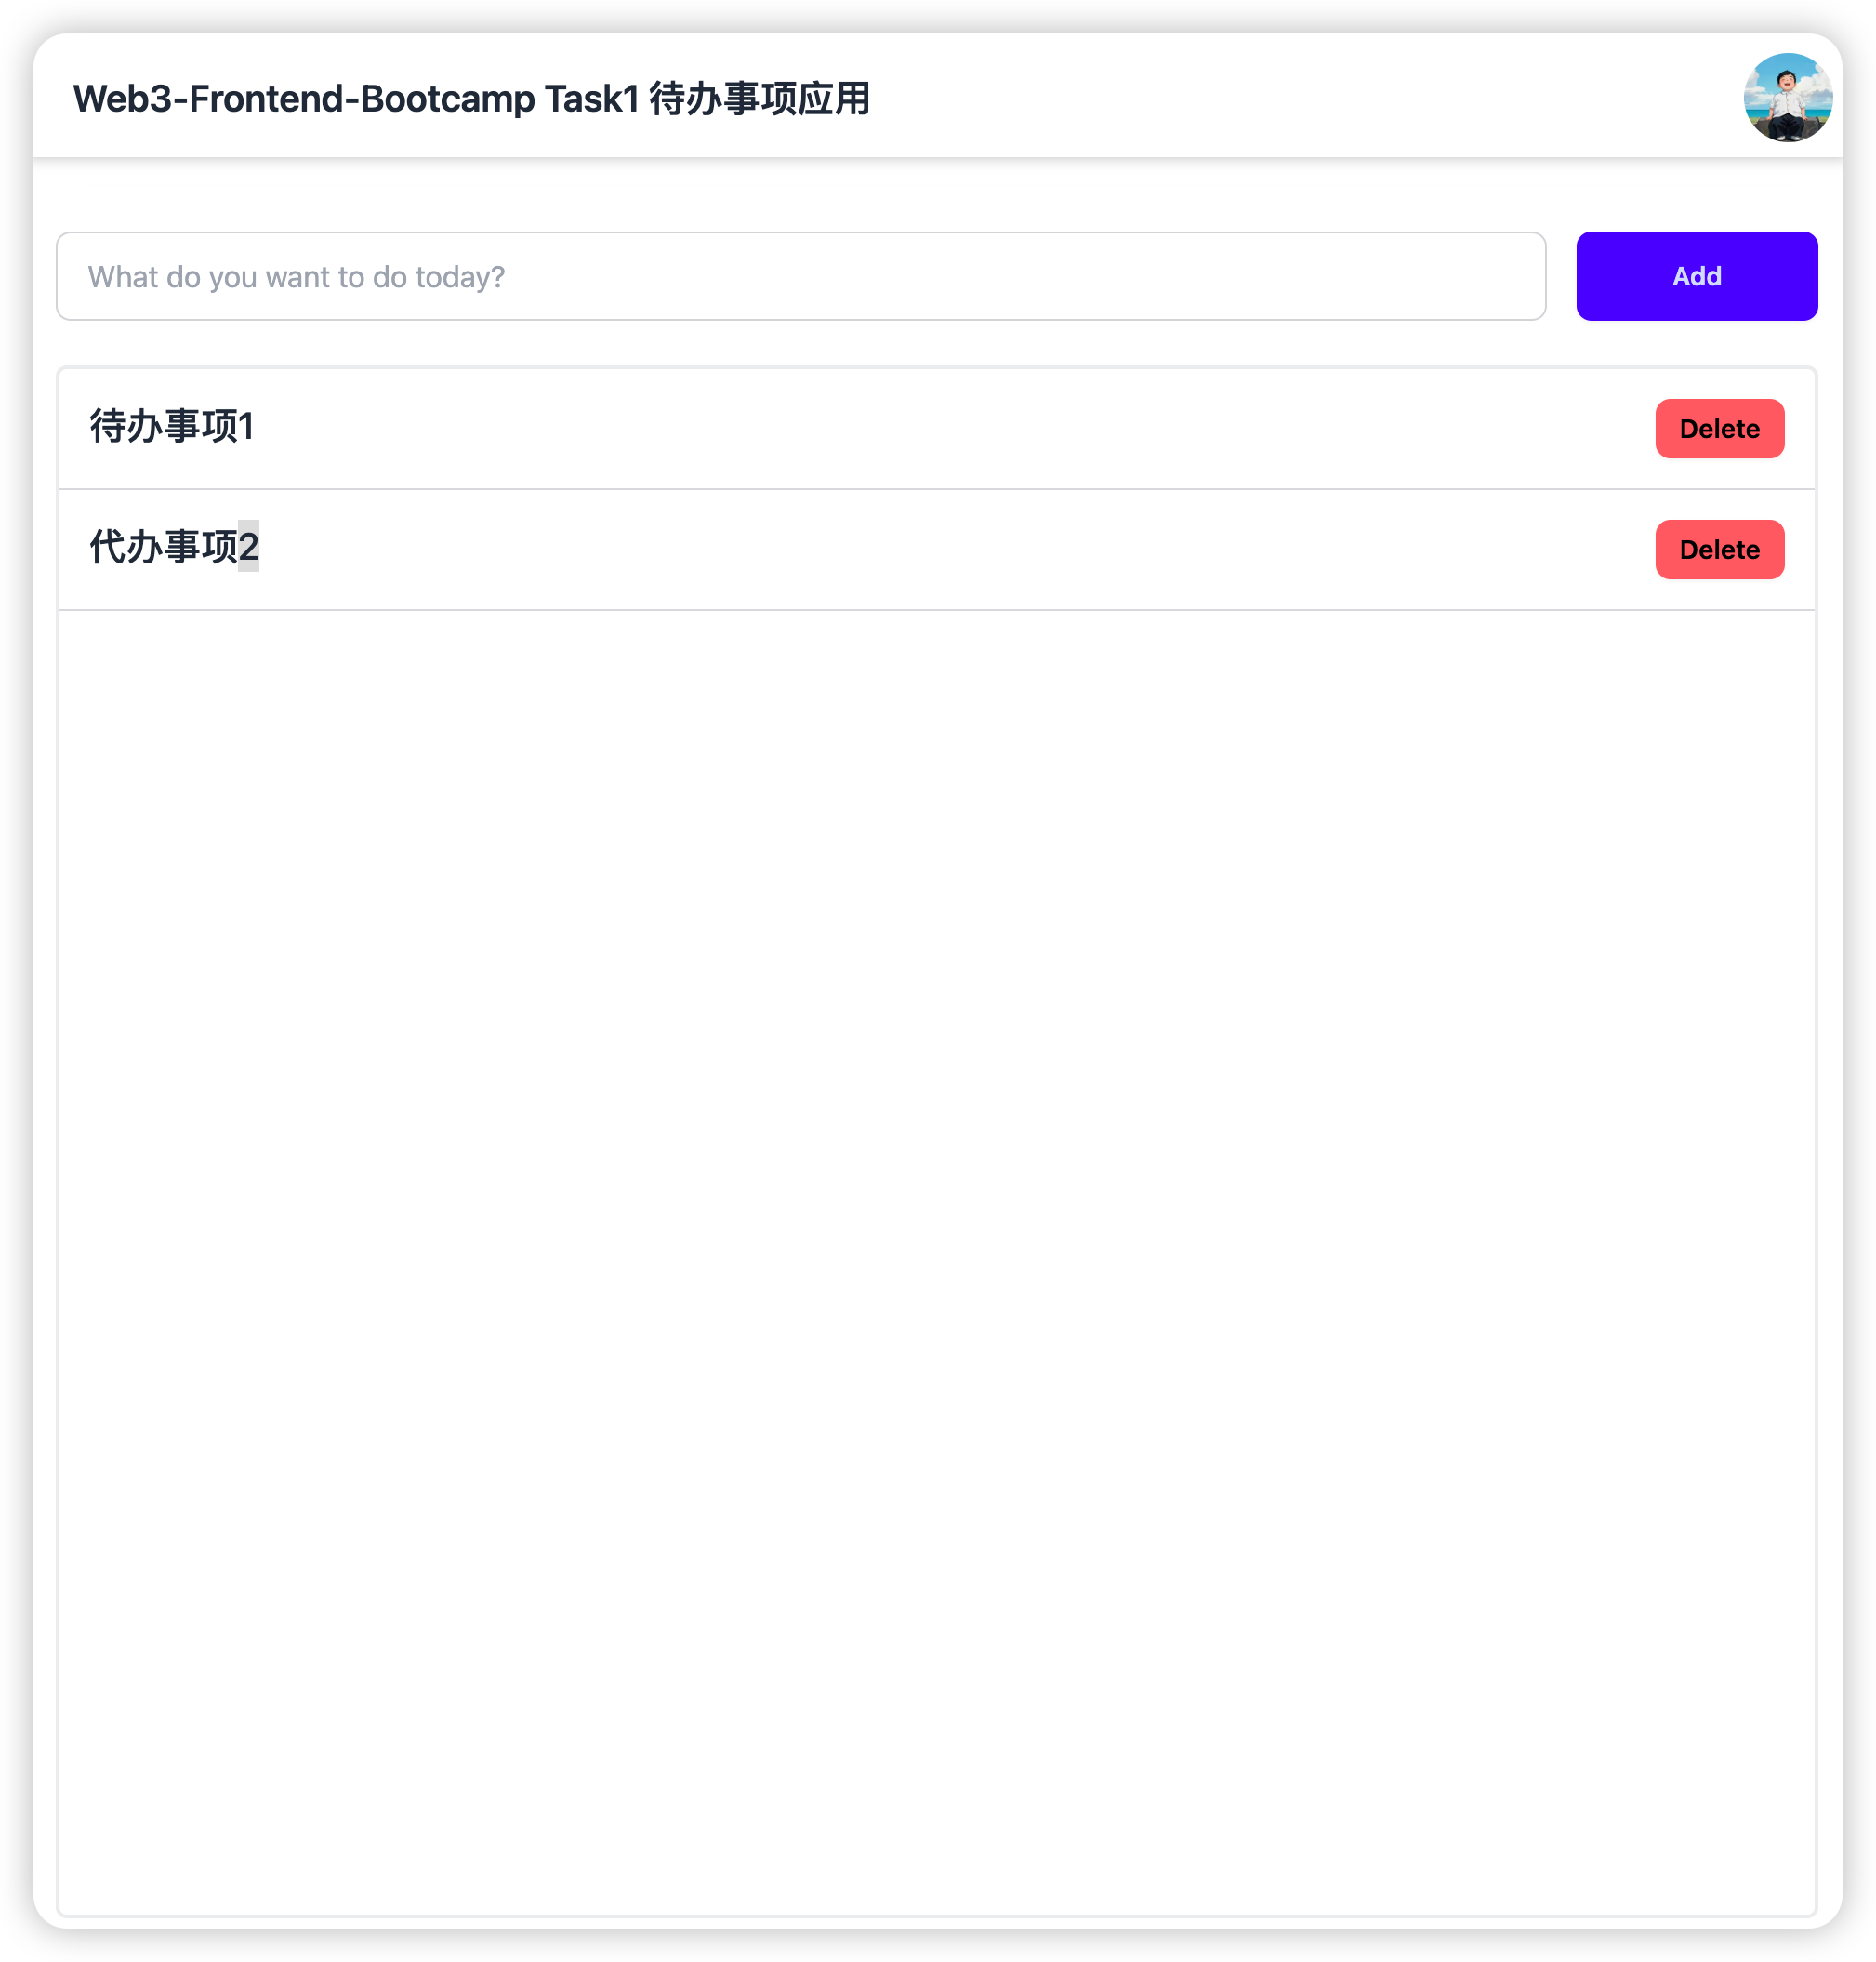 Web3-Frontend-Bootcamp Task1 待办事项应用
What do you want to do today?
Add
待办事项1
Delete
代办事项2
Delete